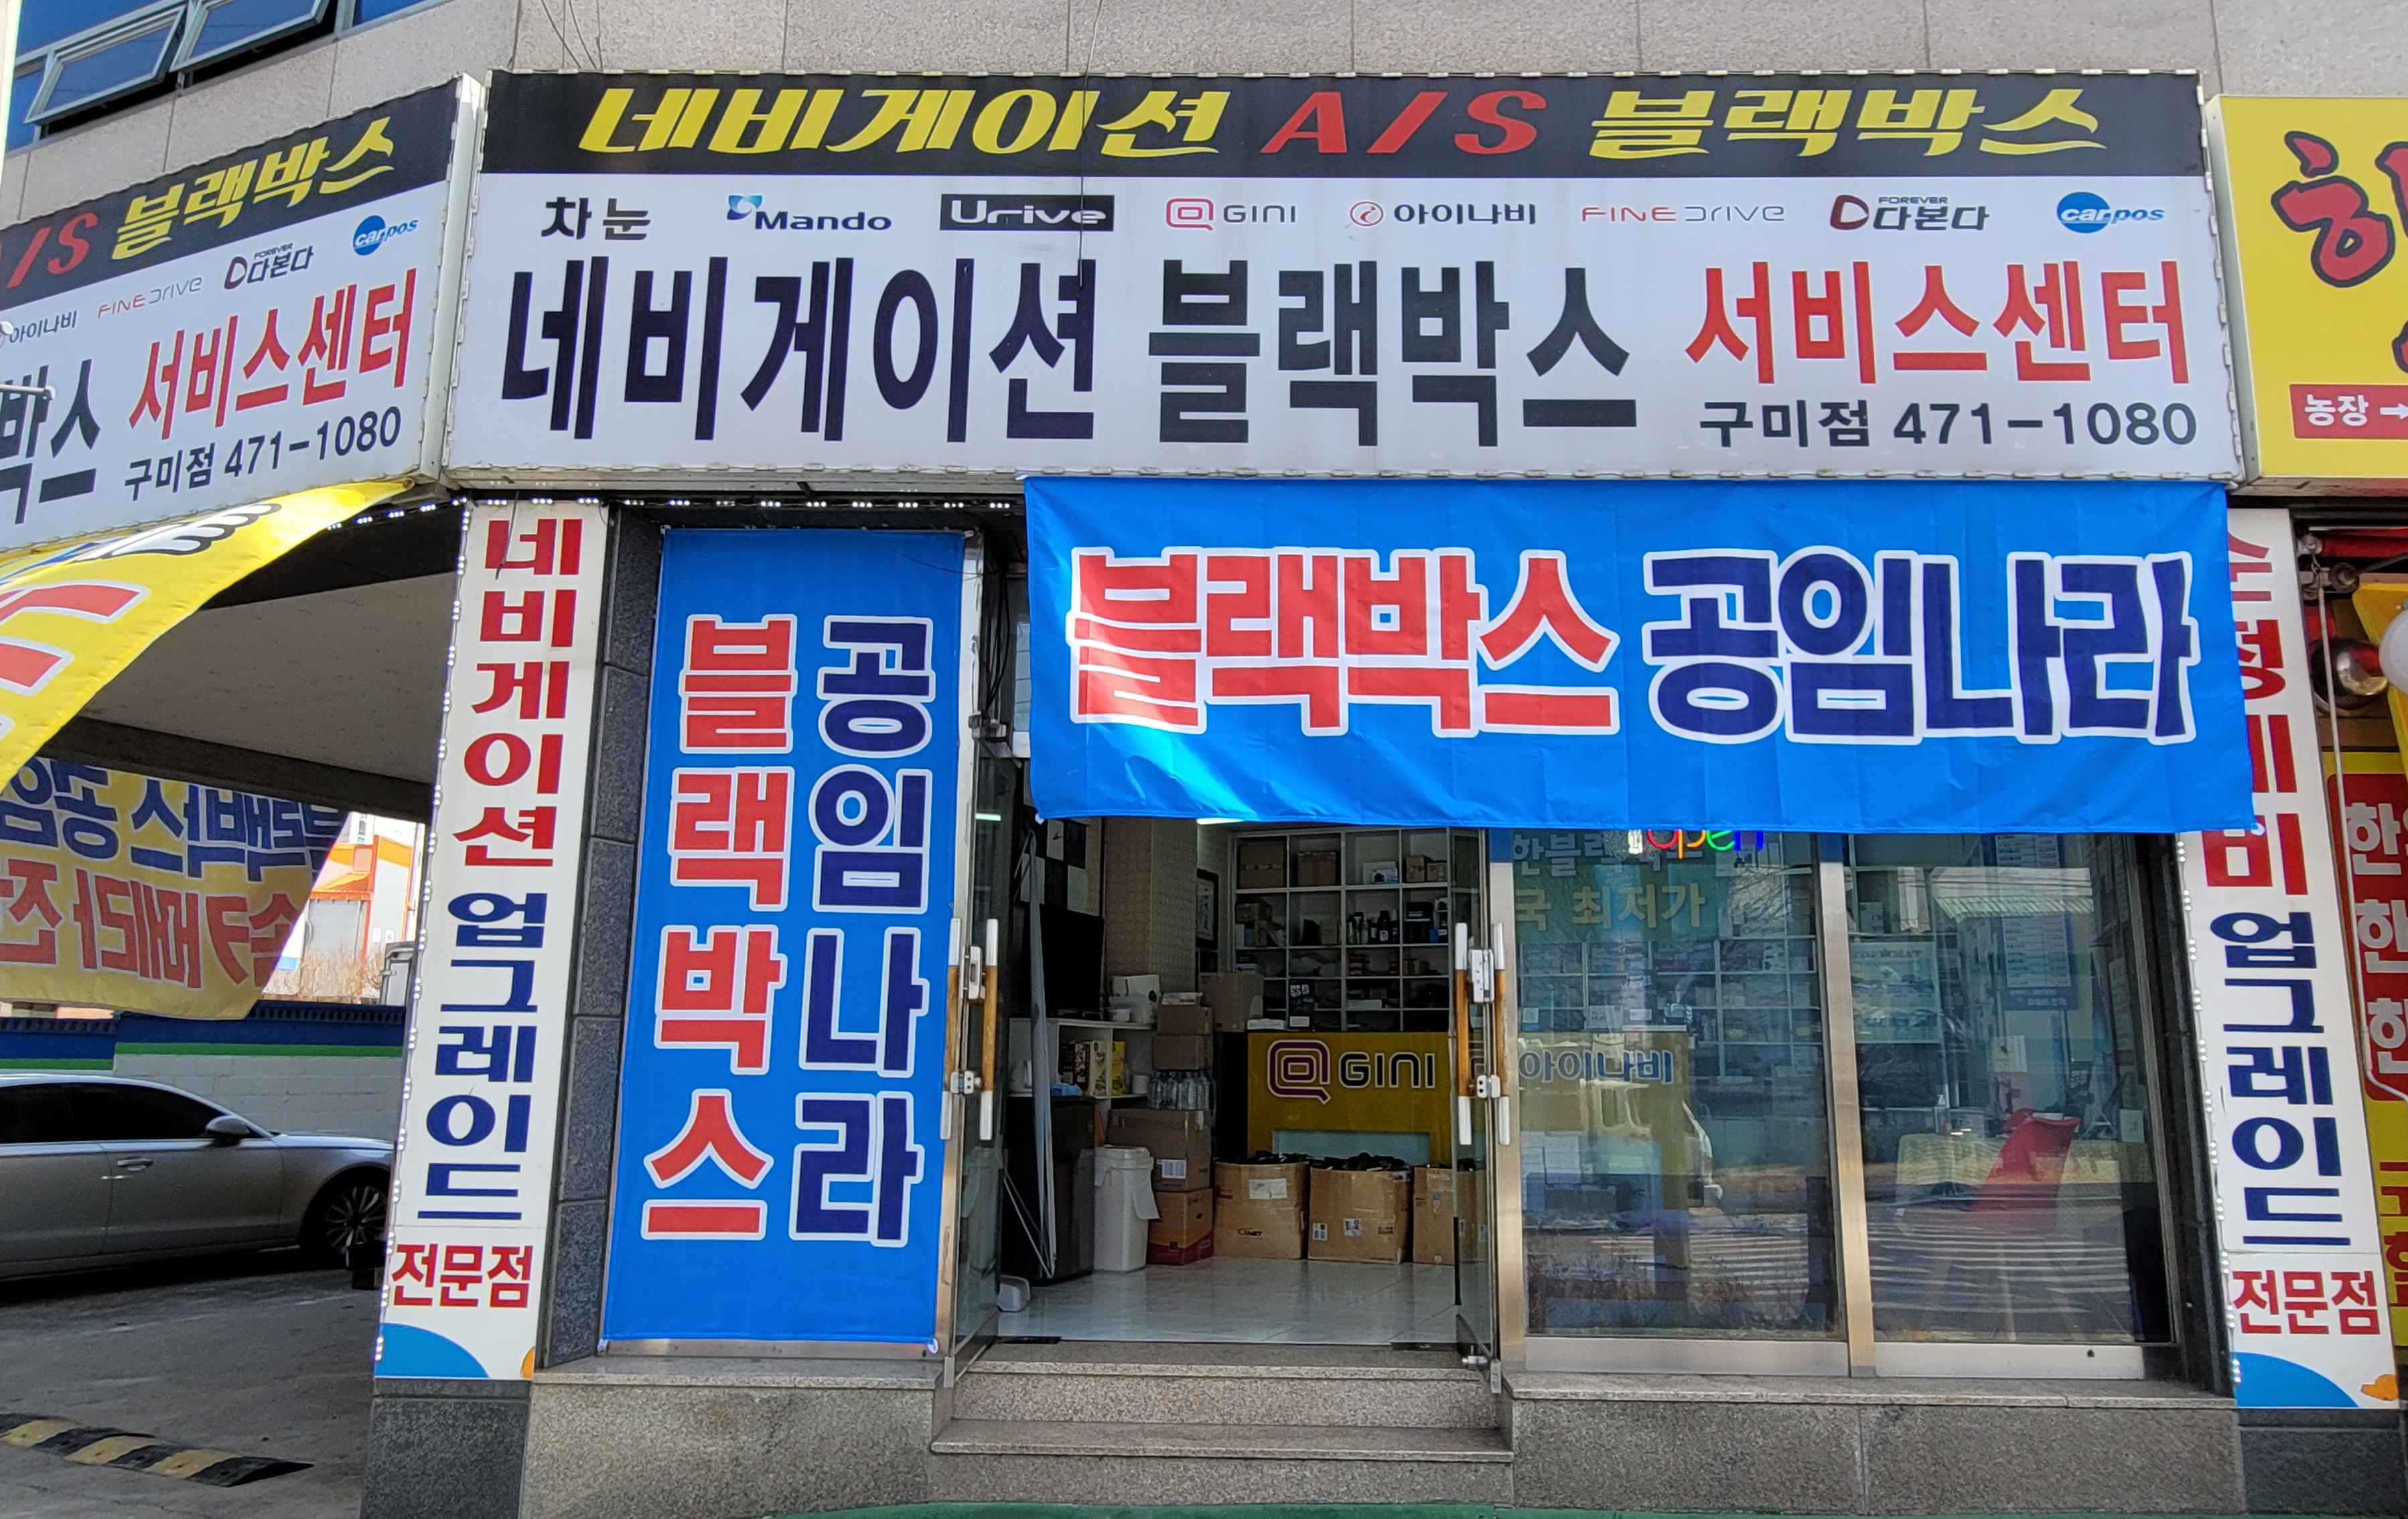 네비게이션 A/S 블랙박스
차눈 Mando Urive GINI 아이나비 FINEDRIVE FOREVER 다본다 carpos
네비게이션 블랙박스 서비스센터
구미점 471-1080
A/S 블랙박스
아이나비 FINEDRIVE FOREVER 다본다 carpos
박스 서비스센터
구미점 471-1080
네비게이션 업그레이드
전문점
블랙박스
공임나라
블랙박스 공임나라
open
최저가
GINI
아이나비
네비 업그레이드
전문점
농장